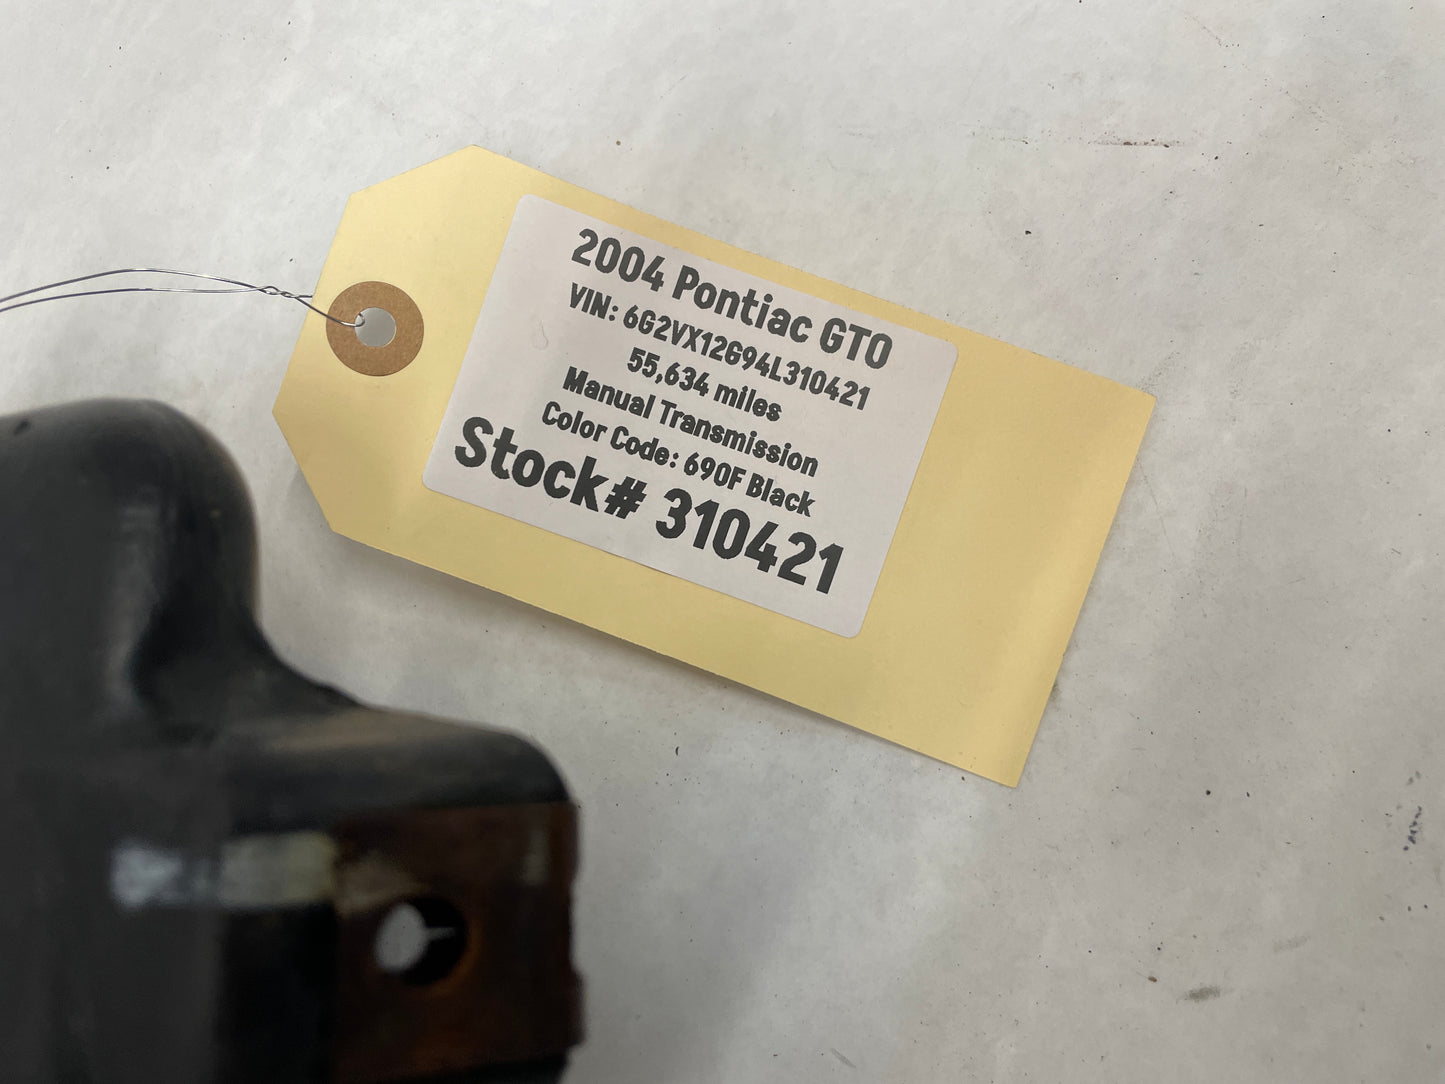 2004 Pontiac GTO
VIN: 6G2VX12G94L310421
55,634 miles
Manual Transmission
Color Code: 690F Black
Stock# 310421